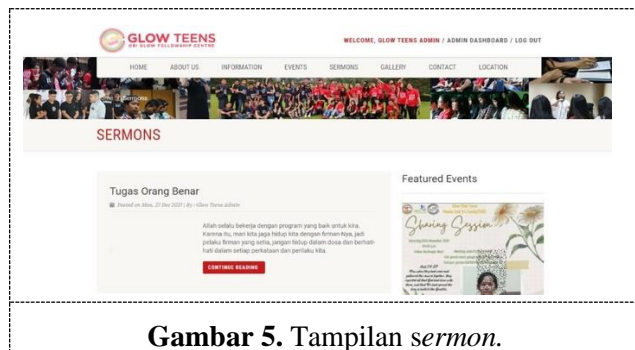 GLOW TEENS
GBI GLOW FELLOWSHIP CENTRE
WELCOME, GLOW TEENS ADMIN / ADMIN DASHBOARD / LOG OUT
HOME ABOUT US INFORMATION EVENTS SERMONS GALLERY CONTACT LOCATION
/ Sermons
SERMONS
Tugas Orang Benar
Posted on Mon, 27 Dec 2021 | By : Glow Teens Admin
Allah selalu bekerja dengan program yang baik untuk kita.
Karena itu, mari kita jaga hidup kita dengan firman-Nya, jadi
pelaku firman yang setia, jangan hidup dalam dosa dan berhati-
hati dalam setiap perkataan dan perilaku kita.
CONTINUE READING
Featured Events
Sharing Session
Gambar 5. Tampilan sermon.